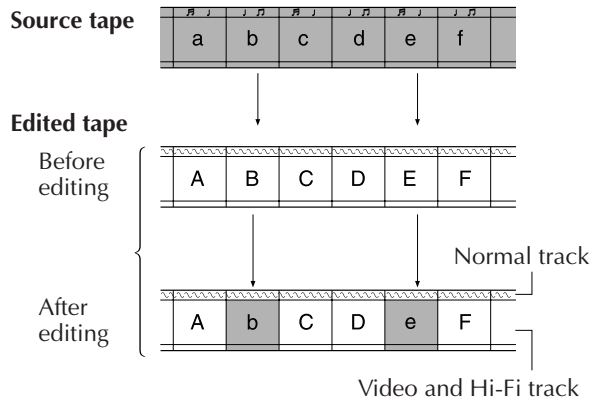 Source tape
a b c d e f
Edited tape
Before
editing
A B C D E F
Normal track
After
editing
A b C D e F
Video and Hi-Fi track